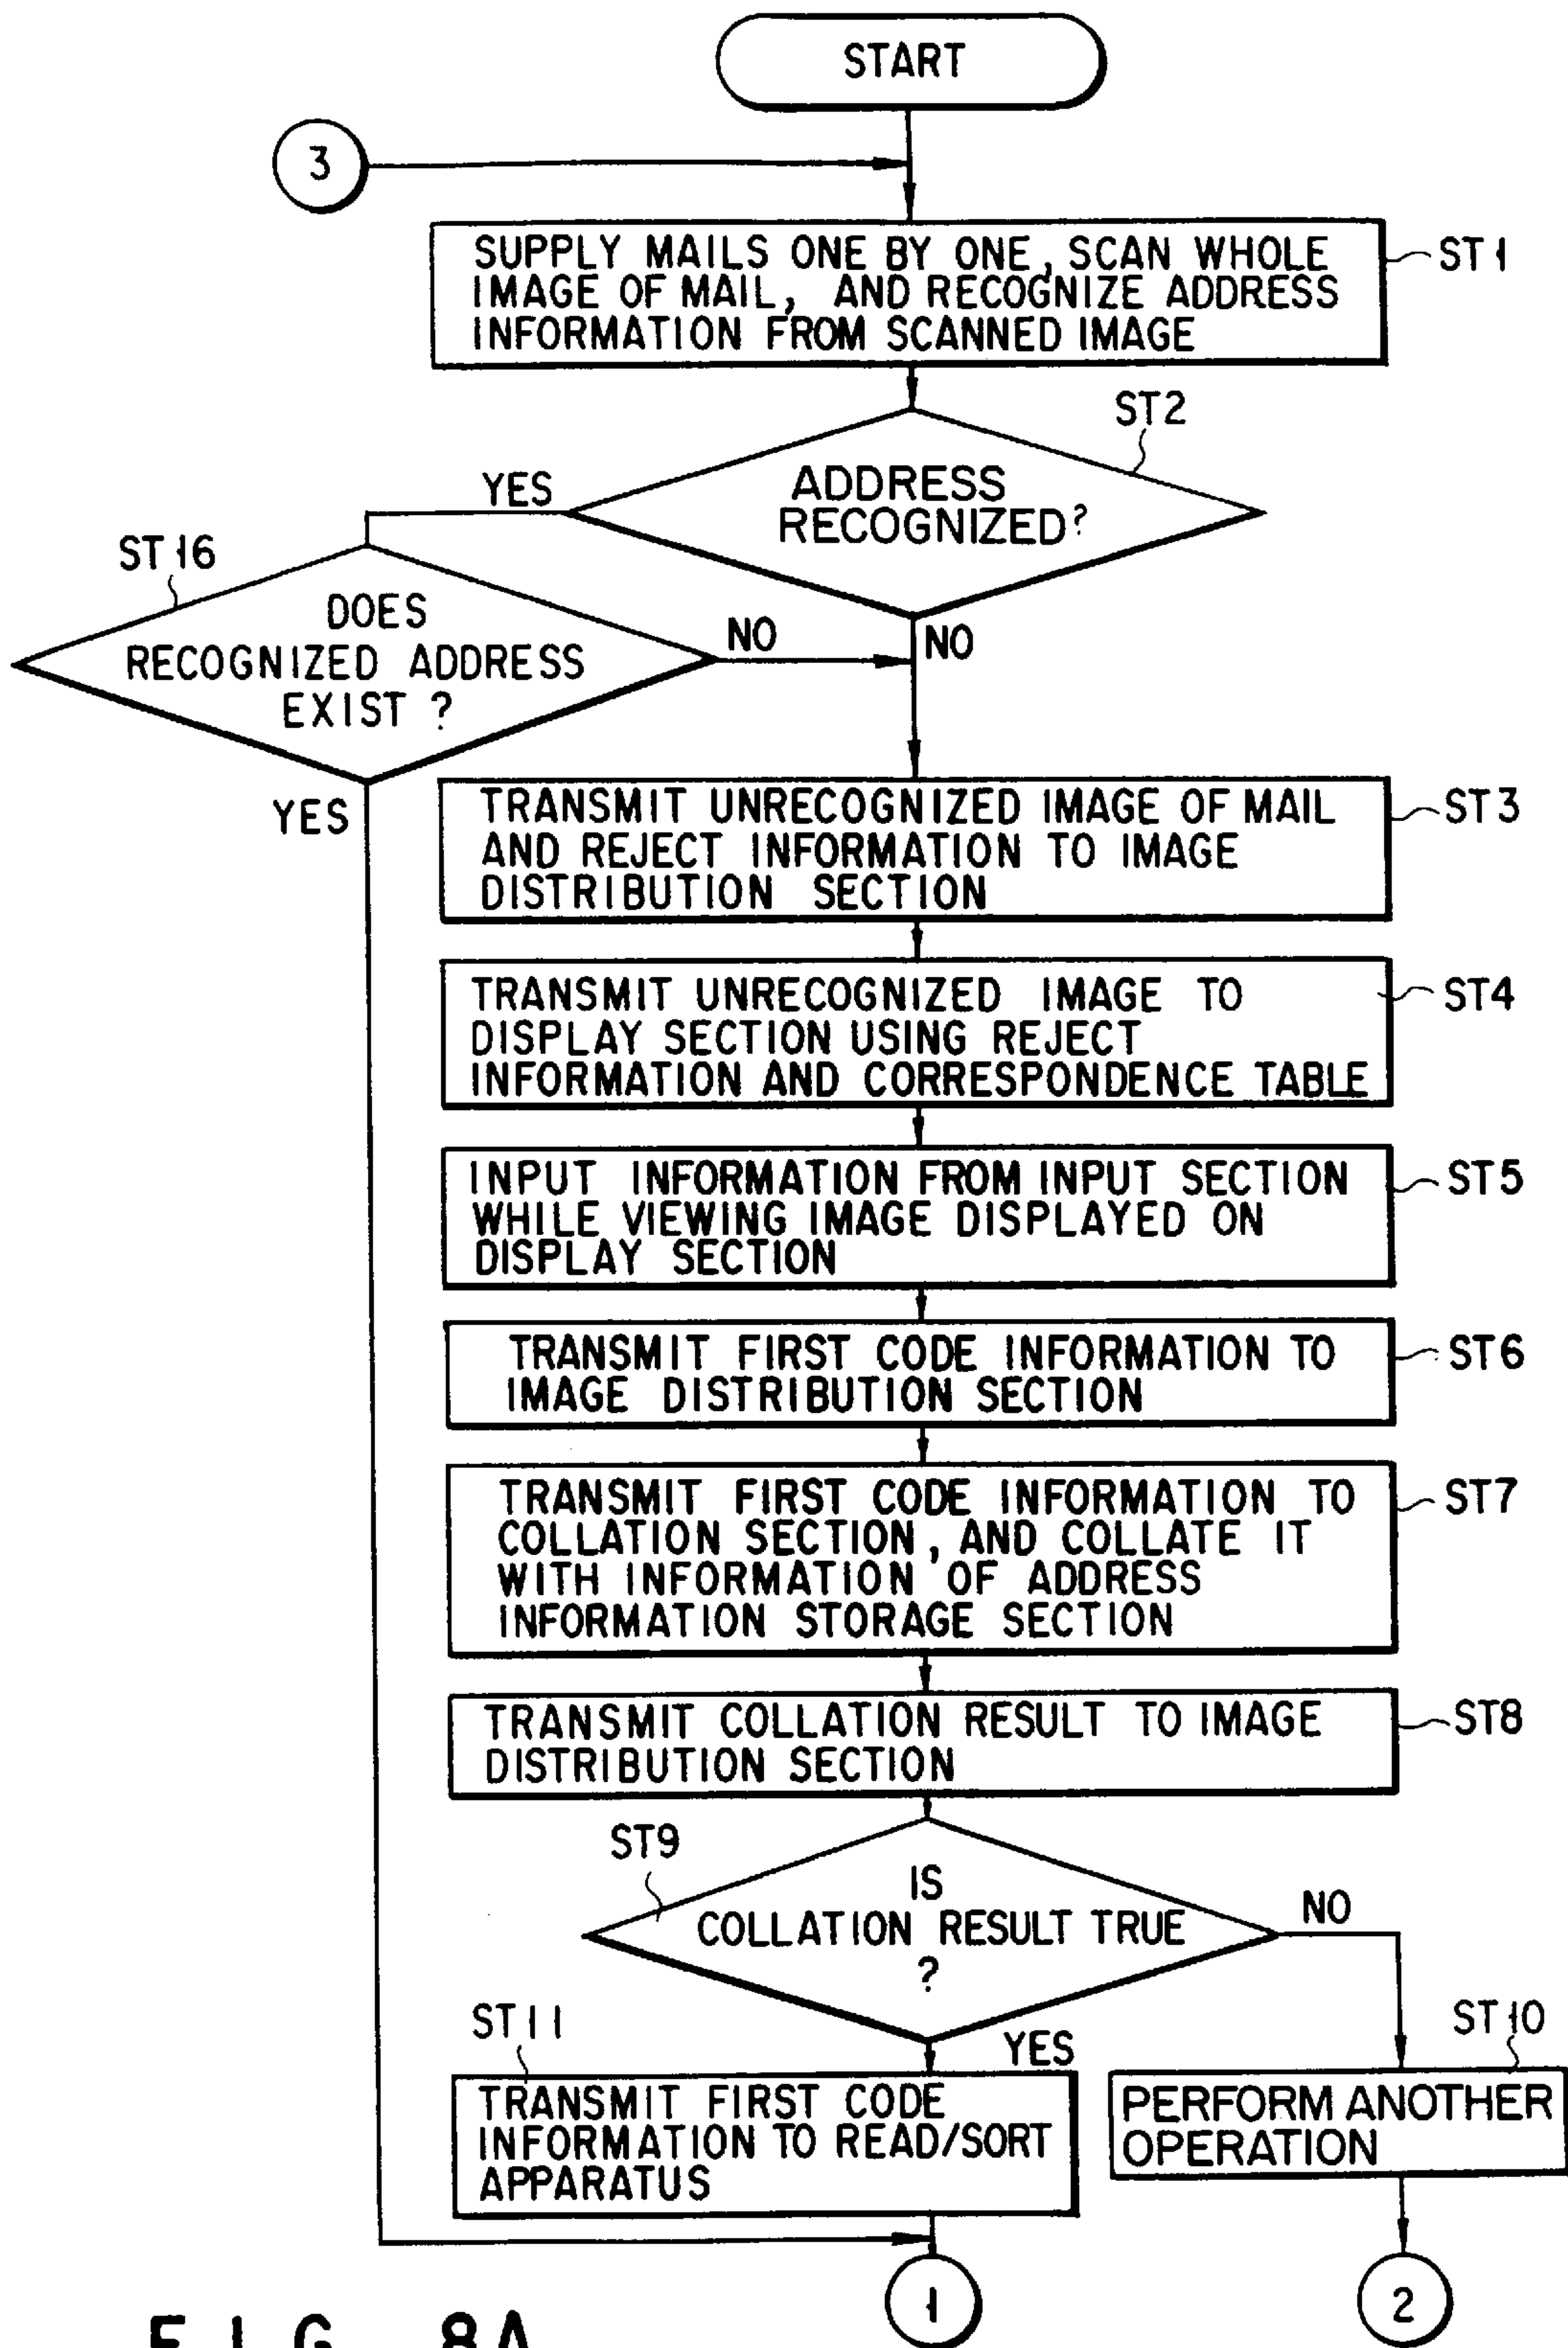 START
3
SUPPLY MAILS ONE BY ONE, SCAN WHOLE
IMAGE OF MAIL, AND RECOGNIZE ADDRESS
INFORMATION FROM SCANNED IMAGE
ST1
ST2
ADDRESS
RECOGNIZED?
YES
NO
ST16
DOES
RECOGNIZED ADDRESS
EXIST ?
NO
YES
TRANSMIT UNRECOGNIZED IMAGE OF MAIL
AND REJECT INFORMATION TO IMAGE
DISTRIBUTION SECTION
ST3
TRANSMIT UNRECOGNIZED IMAGE TO
DISPLAY SECTION USING REJECT
INFORMATION AND CORRESPONDENCE TABLE
ST4
INPUT INFORMATION FROM INPUT SECTION
WHILE VIEWING IMAGE DISPLAYED ON
DISPLAY SECTION
ST5
TRANSMIT FIRST CODE INFORMATION TO
IMAGE DISTRIBUTION SECTION
ST6
TRANSMIT FIRST CODE INFORMATION TO
COLLATION SECTION, AND COLLATE IT
WITH INFORMATION OF ADDRESS
INFORMATION STORAGE SECTION
ST7
TRANSMIT COLLATION RESULT TO IMAGE
DISTRIBUTION SECTION
ST8
ST9
IS
COLLATION RESULT TRUE
?
NO
YES
ST11
TRANSMIT FIRST CODE
INFORMATION TO READ/SORT
APPARATUS
ST10
PERFORM ANOTHER
OPERATION
1
2
FIG. 8A